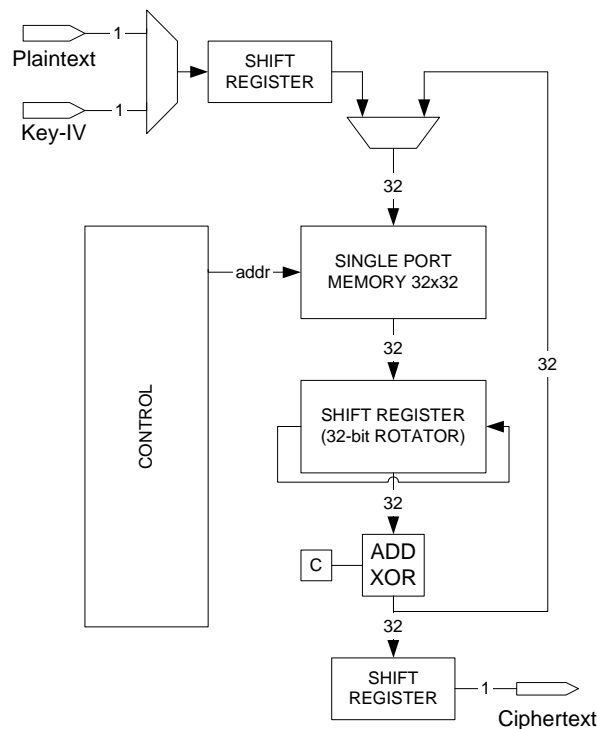 1
SHIFT
REGISTER
Plaintext
1
Key-IV
32
SINGLE PORT
MEMORY 32x32
addr
32
32
SHIFT REGISTER
(32-bit ROTATOR)
CONTROL
32
ADD
XOR
C
32
SHIFT
REGISTER
1
Ciphertext